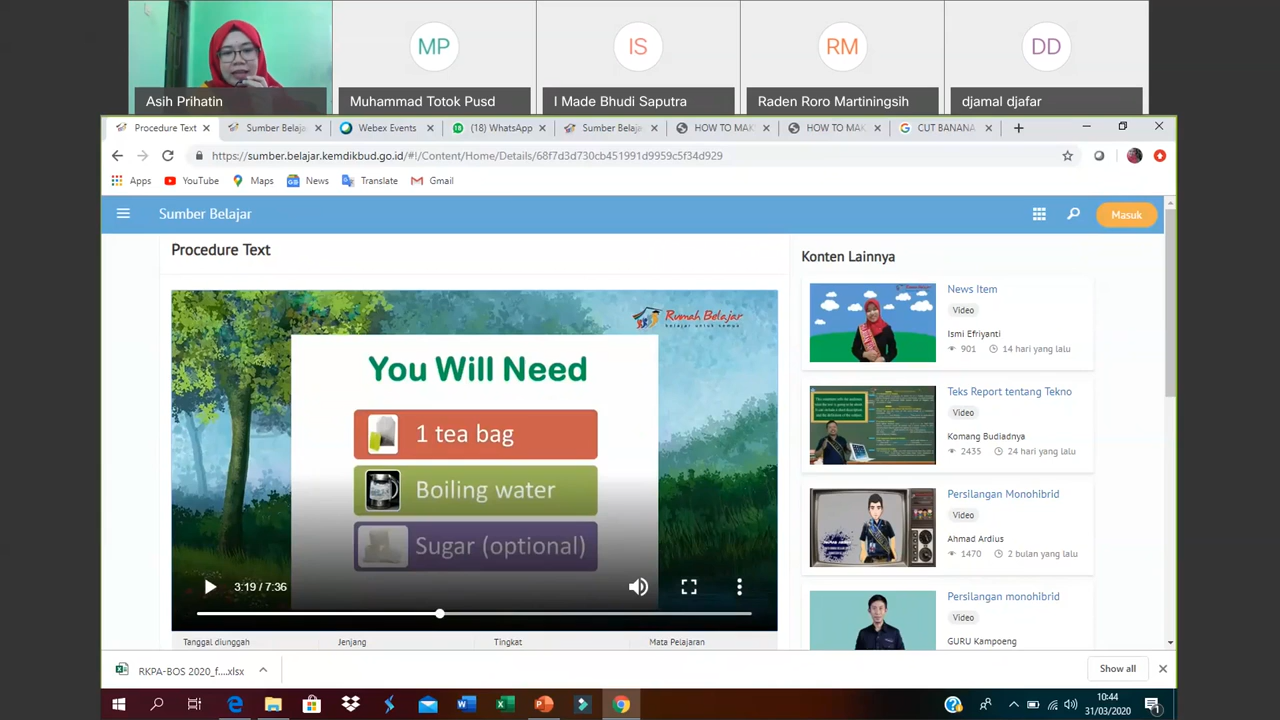 MP
IS
RM
DD
Asih Prihatin
Muhammad Totok Pusd
I Made Bhudi Saputra
Raden Roro Martiningsih
djamal djafar
Procedure Text
Sumber Belaja
Webex Events
(18) WhatsApp
Sumber Belaja
HOW TO MAK
HOW TO MAK
CUT BANANA
https://sumber.belajar.kemdikbud.go.id/#!/Content/Home/Details/68f7d3d730cb451991d9959c5f34d929
Apps
YouTube
Maps
News
Translate
Gmail
Sumber Belajar
Masuk
Procedure Text
Rumah Belajar
belajar untuk semua
You Will Need
1 tea bag
Boiling water
Sugar (optional)
3:19 / 7:36
Tanggal diunggah
Jenjang
Tingkat
Mata Pelajaran
Konten Lainnya
News Item
Video
Ismi Efriyanti
901
14 hari yang lalu
Teks Report tentang Tekno
Video
Komang Budiadnya
2435
24 hari yang lalu
Persilangan Monohibrid
Video
Ahmad Ardius
1470
2 bulan yang lalu
Persilangan monohibrid
Video
GURU Kampoeng
RKPA-BOS 2020_f....xlsx
Show all
10:44
31/03/2020